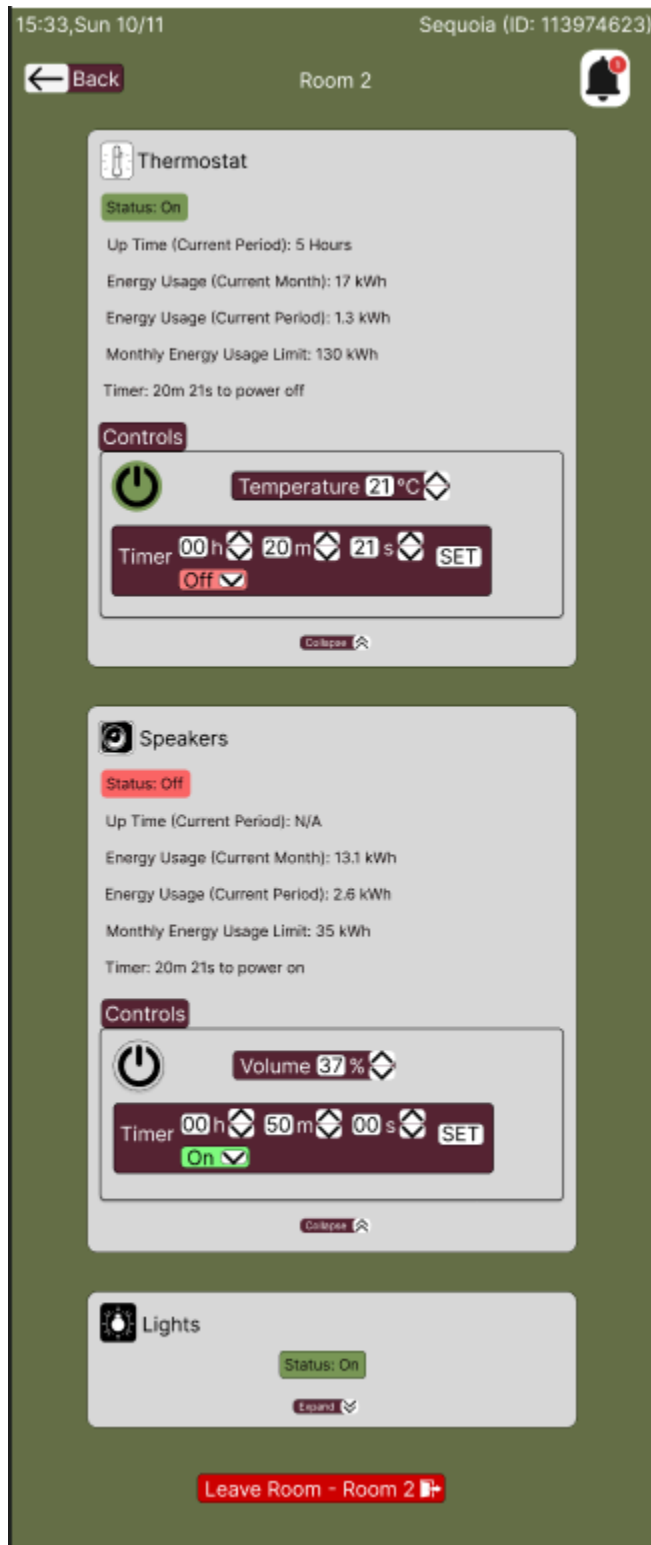 15:33,Sun 10/11
Sequoia (ID: 113974623)
Back
Room 2
1
Thermostat
Status: On
Up Time (Current Period): 5 Hours
Energy Usage (Current Month): 17 kWh
Energy Usage (Current Period): 1.3 kWh
Monthly Energy Usage Limit: 130 kWh
Timer: 20m 21s to power off
Controls
Temperature 21 °C
Timer 00 h 20 m 21 s SET
Off
Collapse
Speakers
Status: Off
Up Time (Current Period): N/A
Energy Usage (Current Month): 13.1 kWh
Energy Usage (Current Period): 2.6 kWh
Monthly Energy Usage Limit: 35 kWh
Timer: 20m 21s to power on
Controls
Volume 37 %
Timer 00 h 50 m 00 s SET
On
Collapse
Lights
Status: On
Expand
Leave Room - Room 2